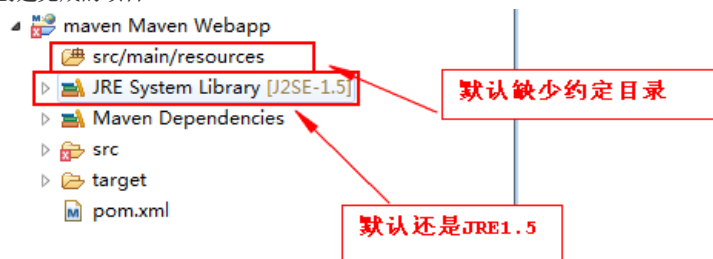 maven Maven Webapp
src/main/resources
JRE System Library [J2SE-1.5]
默认缺少约定目录
Maven Dependencies
src
target
pom.xml
默认还是JRE1.5